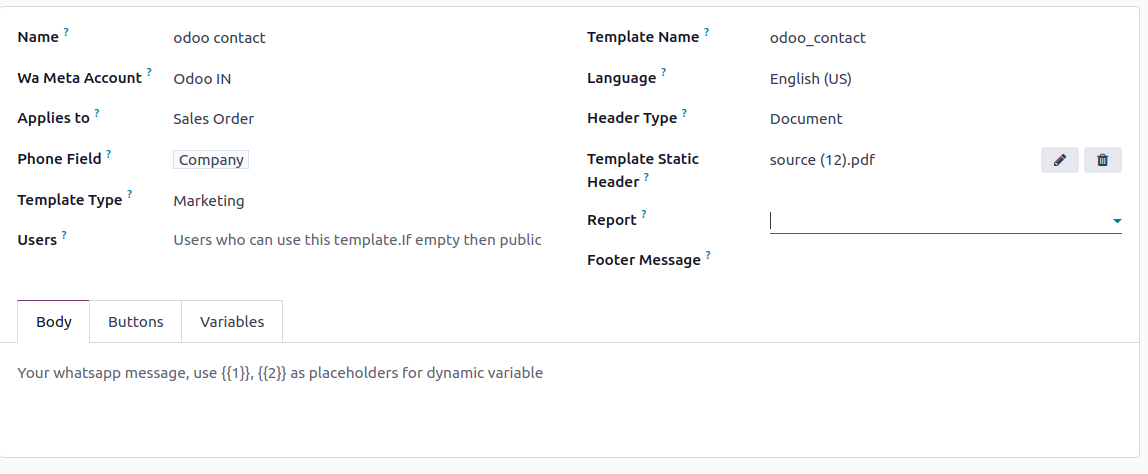 Name ? odoo contact
Template Name ? odoo_contact
Wa Meta Account ? Odoo IN
Language ? English (US)
Applies to ? Sales Order
Header Type ? Document
Phone Field ? Company
Template Static Header ? source (12).pdf
Template Type ? Marketing
Report ?
Users ? Users who can use this template.If empty then public
Footer Message ?
Body Buttons Variables
Your whatsapp message, use {{1}}, {{2}} as placeholders for dynamic variable